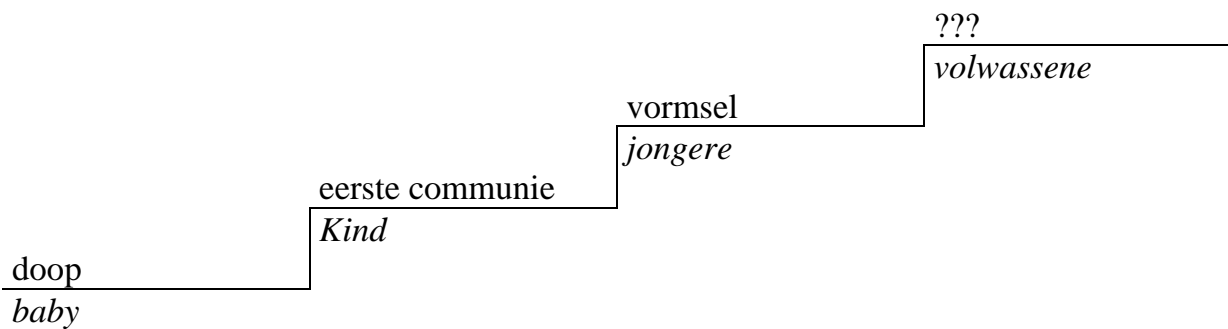 ???
volwassene
vormsel
jongere
eerste communie
Kind
doop
baby